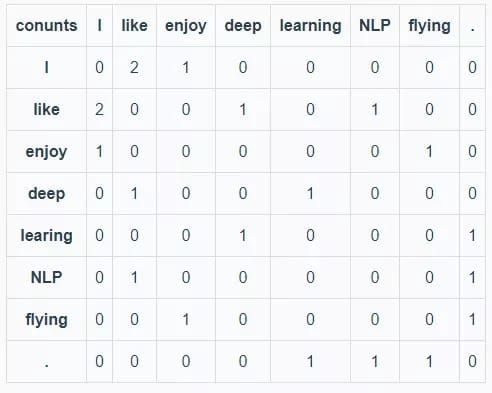 conunts I like enjoy deep learning NLP flying .
I 0 2 1 0 0 0 0 0
like 2 0 0 1 0 1 0 0
enjoy 1 0 0 0 0 0 1 0
deep 0 1 0 0 1 0 0 0
learing 0 0 0 1 0 0 0 1
NLP 0 1 0 0 0 0 0 1
flying 0 0 1 0 0 0 0 1
. 0 0 0 0 1 1 1 0